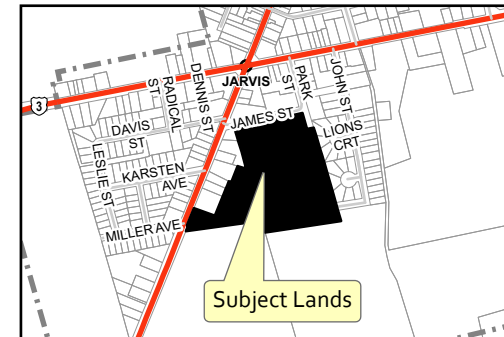 JARVIS
3
RADICAL
ST
DENNIS ST
PARK
ST
JOHN ST
DAVIS
ST
JAMES ST
LIONS
CRT
LESLIE ST
KARSTEN
AVE
MILLER AVE
Subject Lands